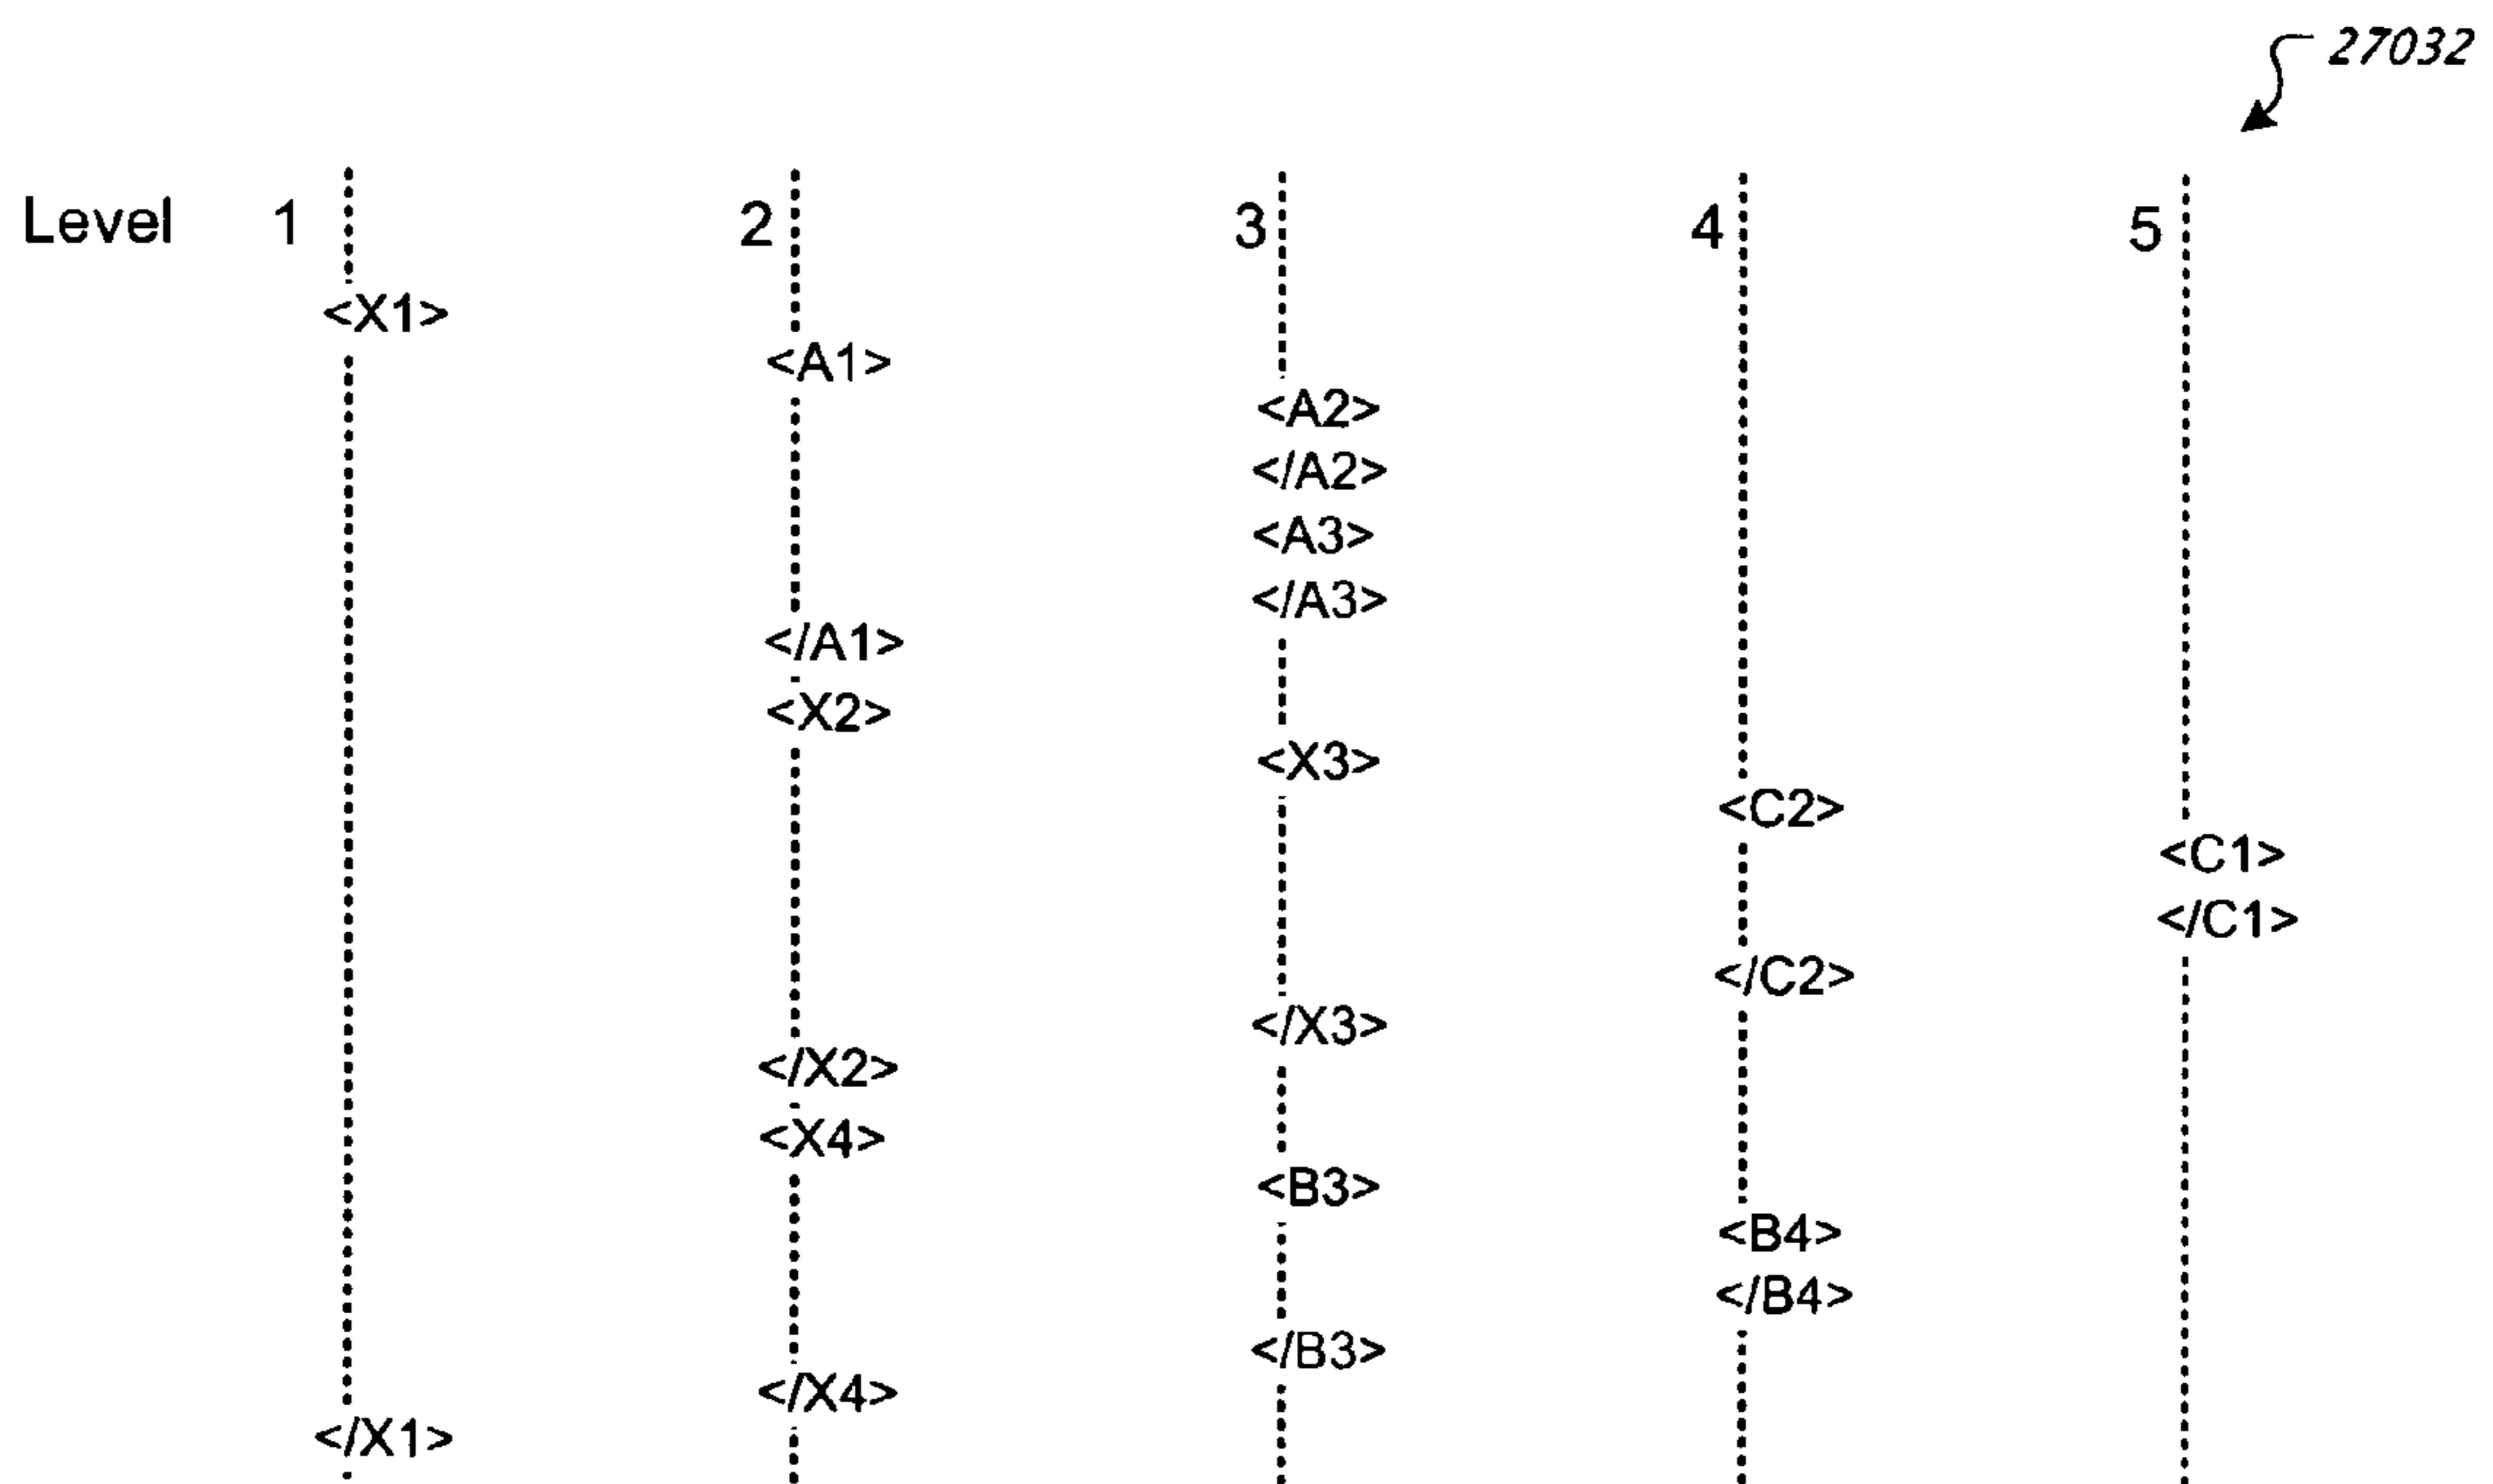 27032
Level 1 2 3 4 5
<X1>
<A1>
<A2>
</A2>
<A3>
</A3>
</A1>
<X2>
<X3>
<C2>
<C1>
</C1>
</C2>
</X3>
</X2>
<X4>
<B3>
<B4>
</B4>
</B3>
</X4>
</X1>